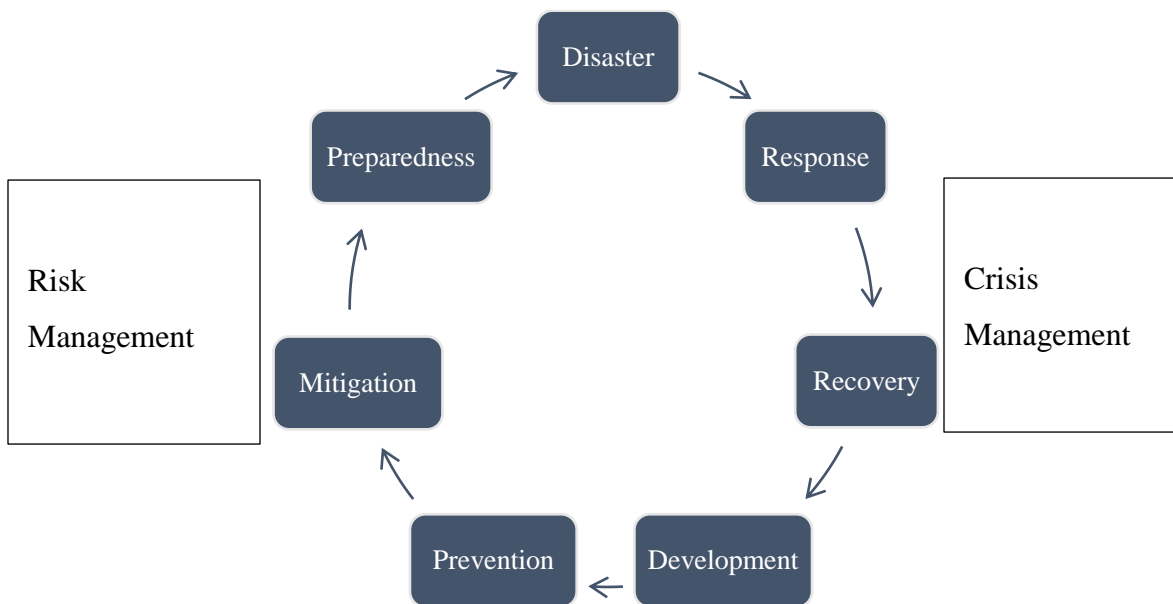 Disaster
Preparedness
Response
Risk
Management
Crisis
Management
Mitigation
Recovery
Prevention
Development